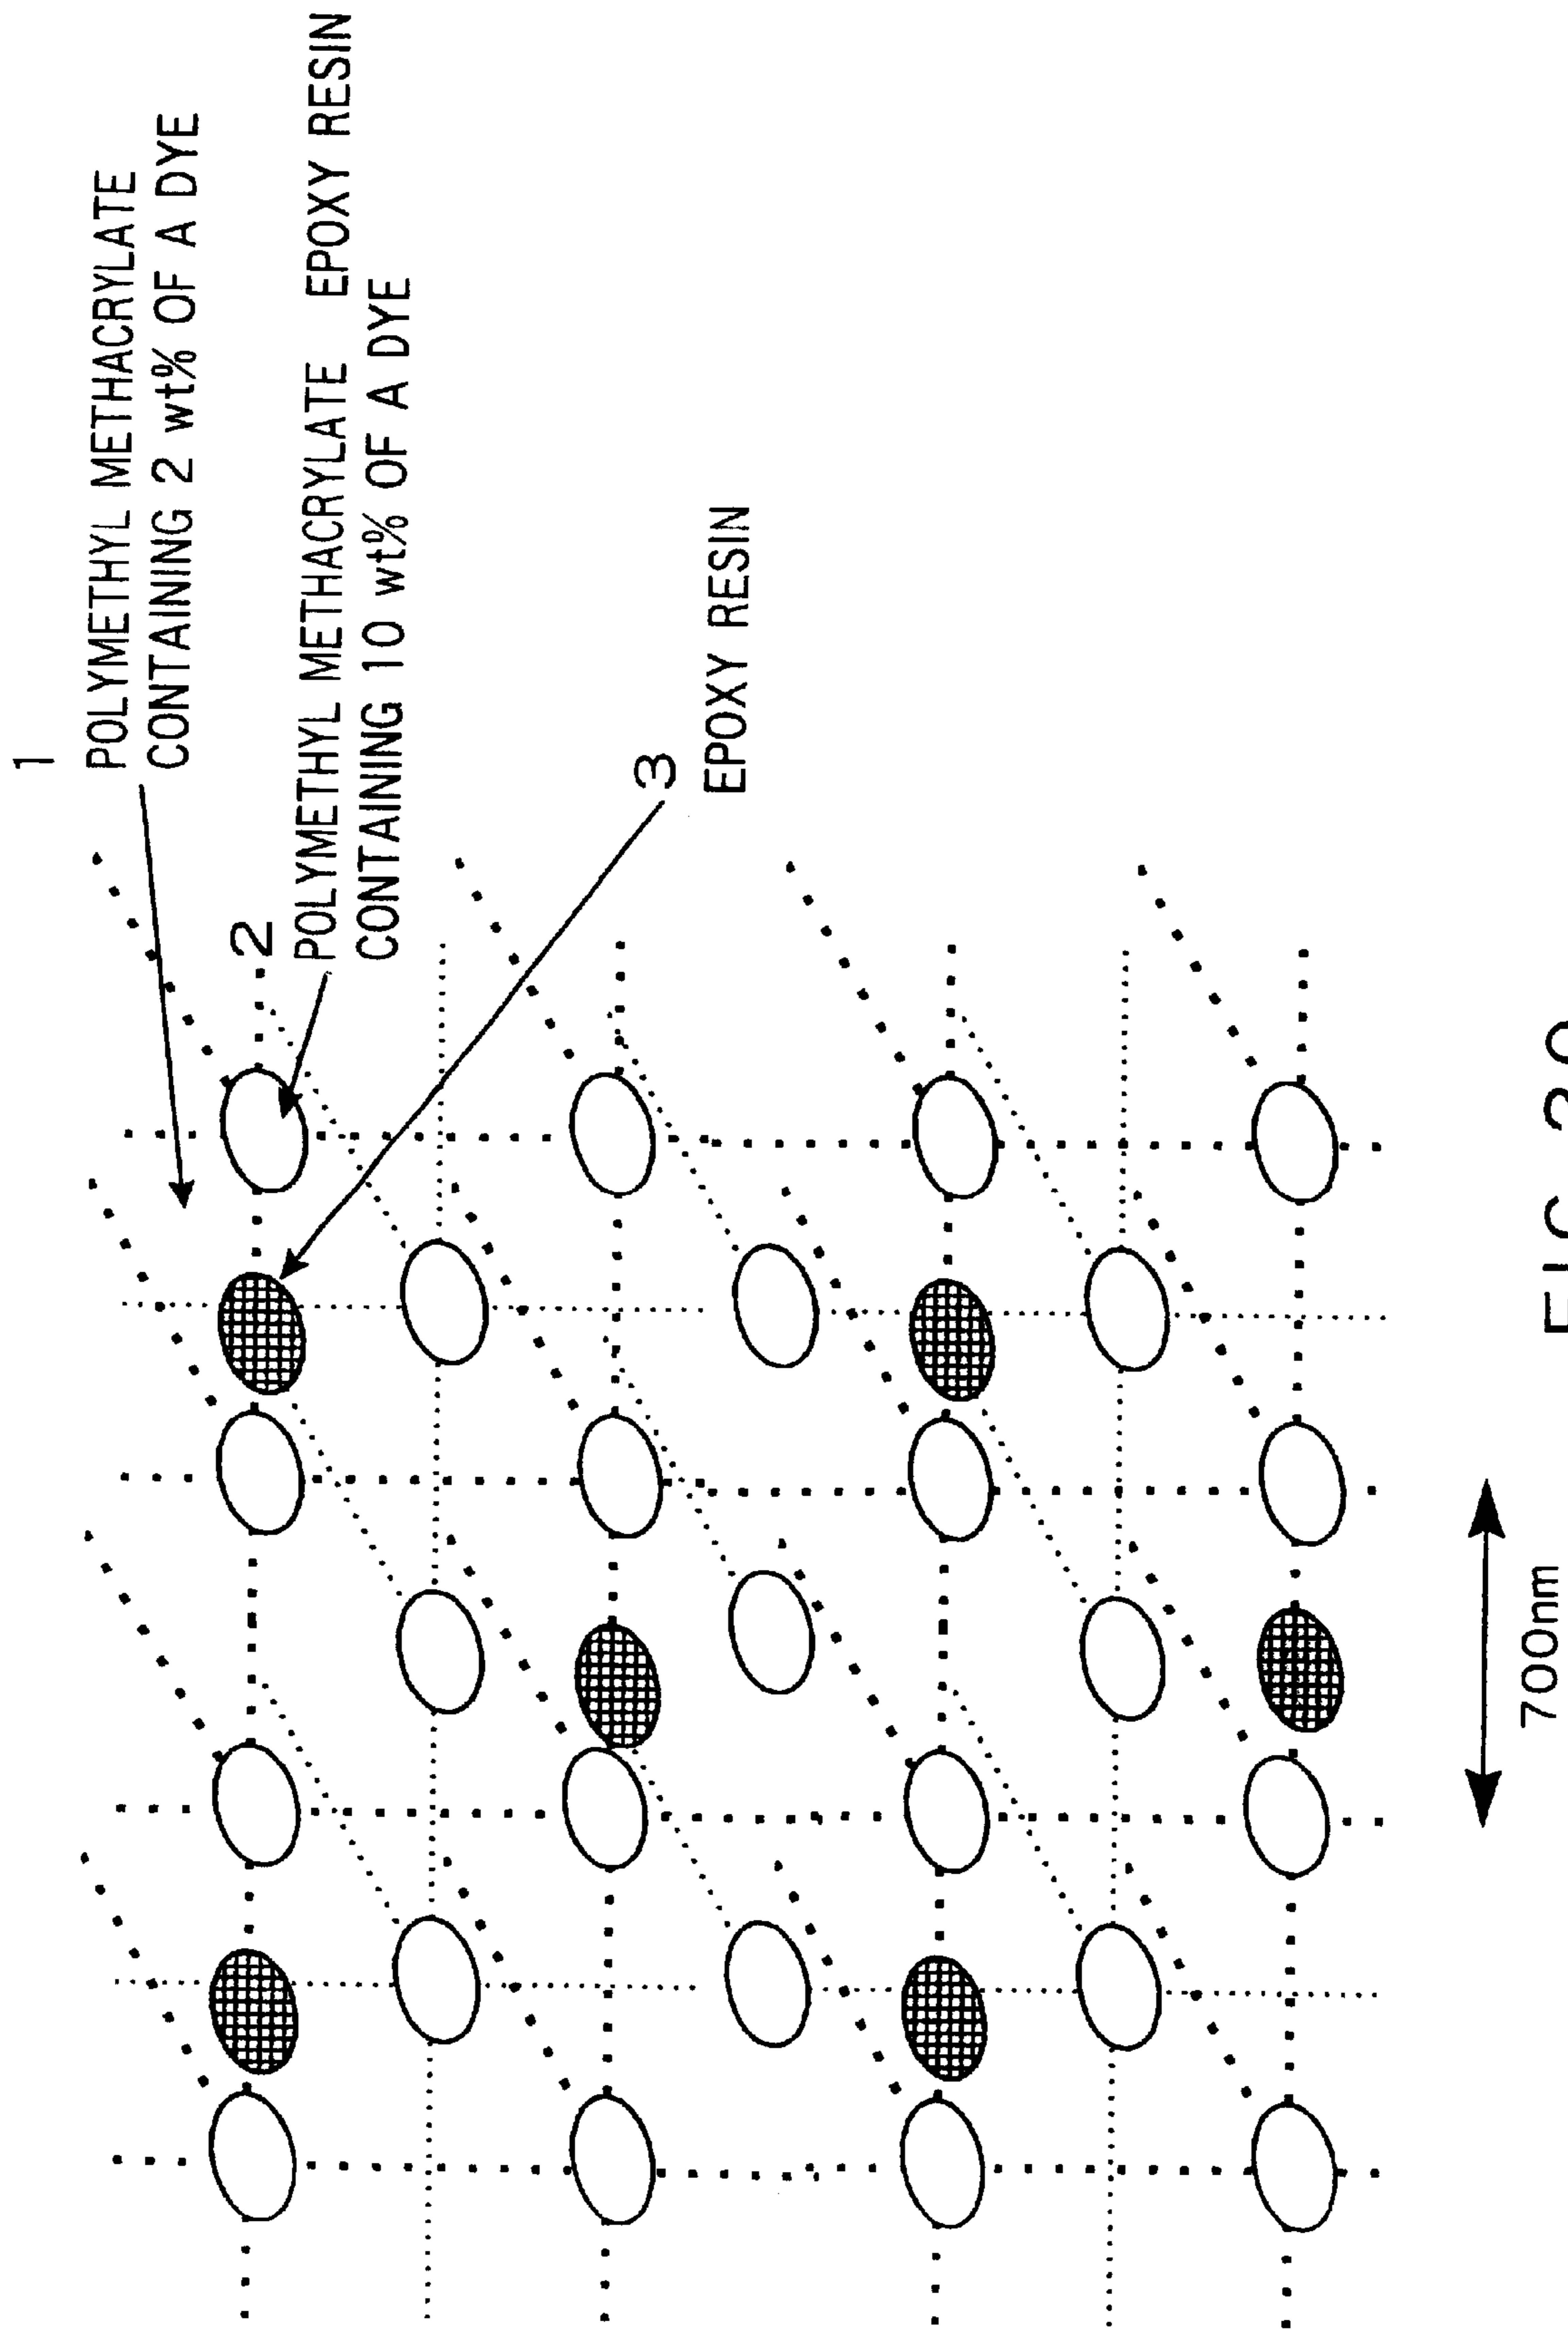 1
POLYMETHYL METHACRYLATE
CONTAINING 2 wt% OF A DYE
2
POLYMETHYL METHACRYLATE EPOXY RESIN
CONTAINING 10 wt% OF A DYE
3
EPOXY RESIN
700nm